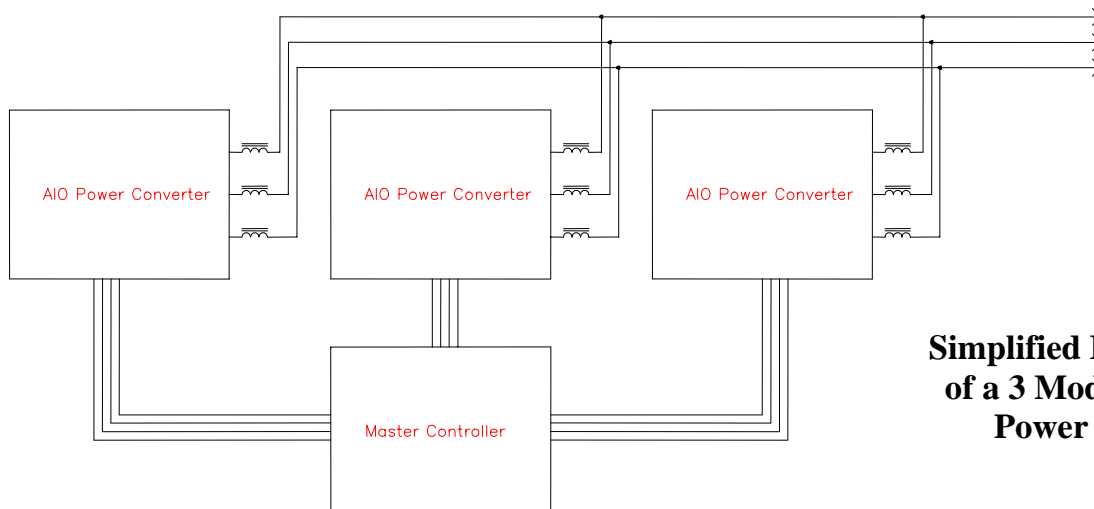 AIO Power Converter
AIO Power Converter
AIO Power Converter
Master Controller
Simplified
of a 3
Power